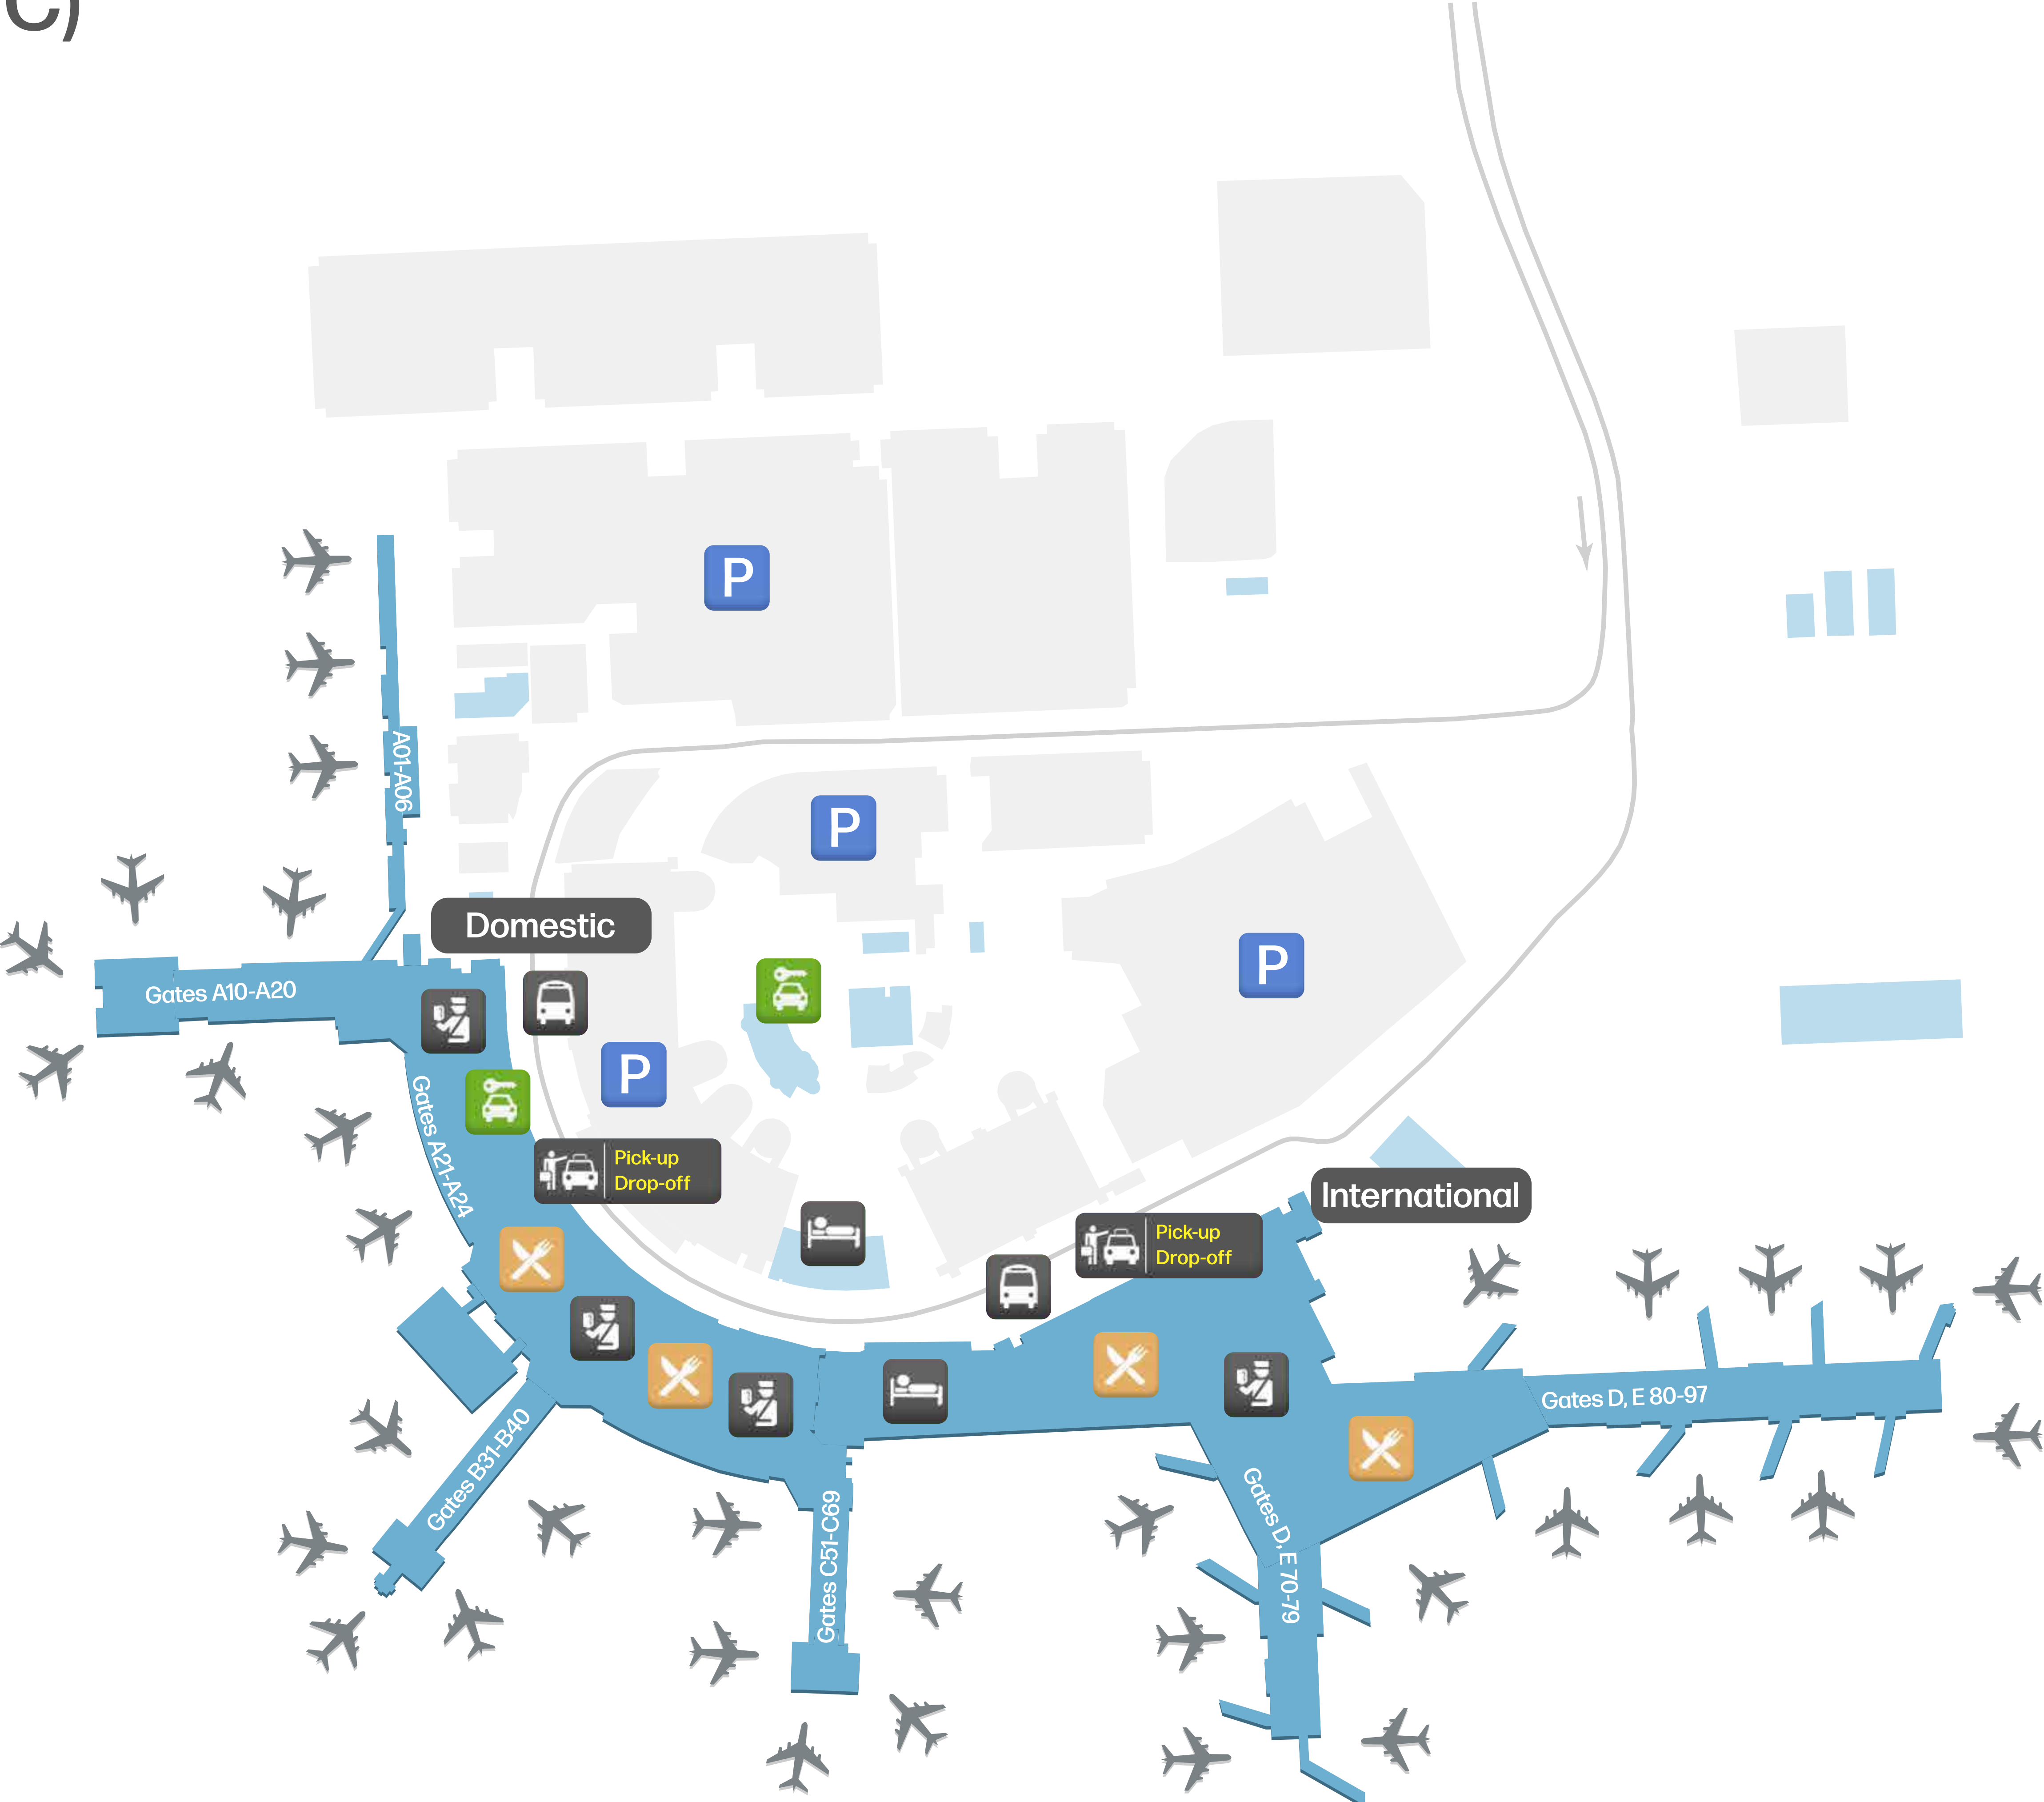 C)
P
A01-A06
P
Domestic
P
Gates A10-A20
P
Gates A21-A24
Pick-up
Drop-off
International
Pick-up
Drop-off
Gates D, E 80-97
Gates B31-B40
Gates C51-C69
Gates D, E 70-79